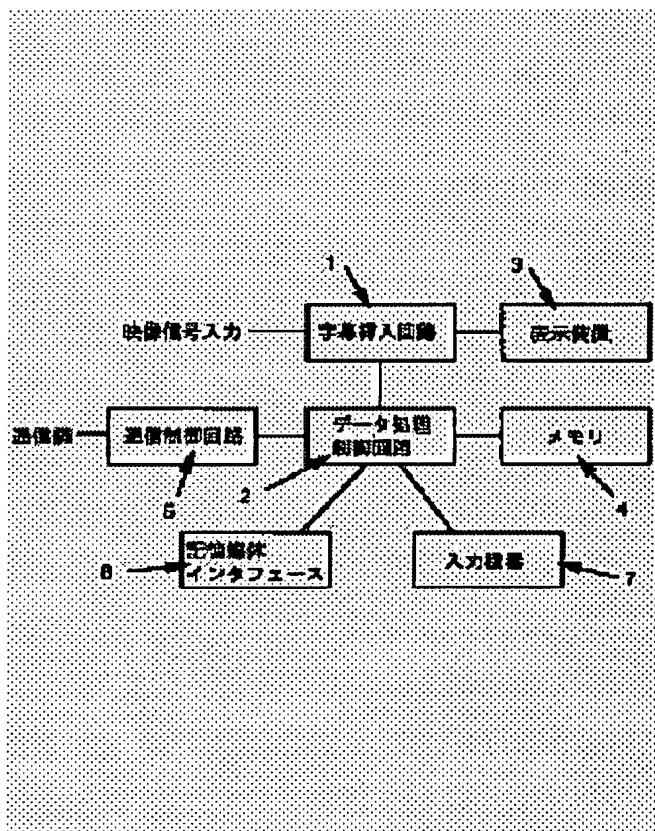 1
3
映像信号入力
字幕挿入回路
表示装置
通信網
通信制御回路
データ処理
制御回路
メモリ
2
5
4
記憶媒体
インタフェース
入力機器
7